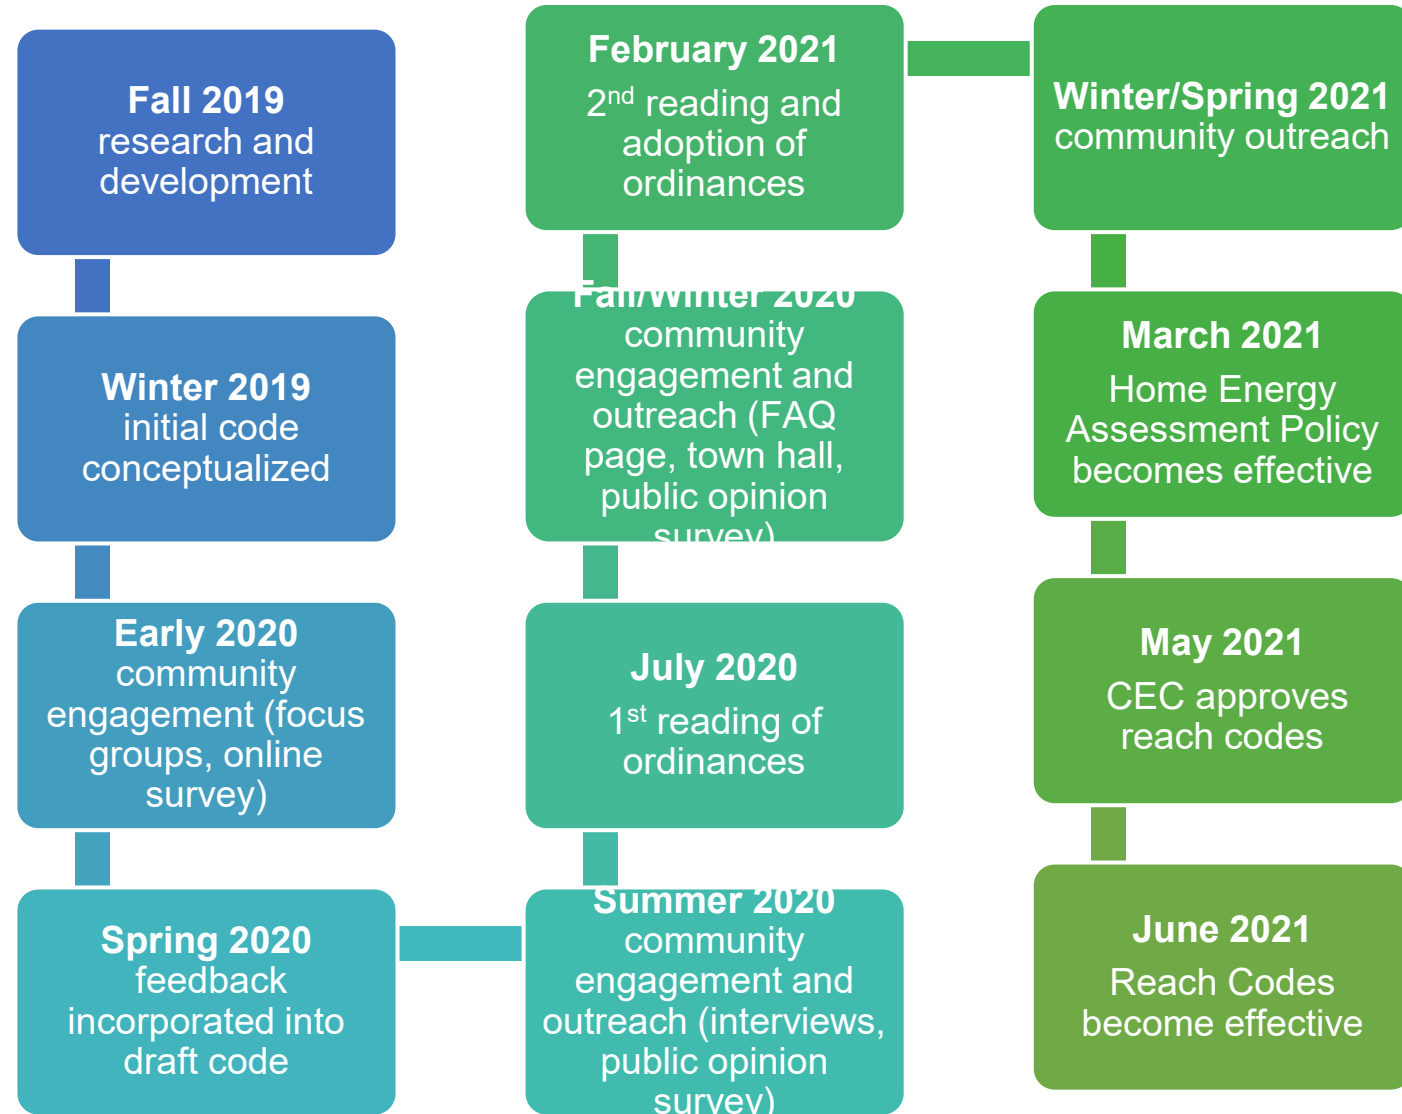 Fall 2019
research and
development
Winter 2019
initial code
conceptualized
Early 2020
community
engagement (focus
groups, online
survey)
Spring 2020
feedback
incorporated into
draft code
Summer 2020
community
engagement and
outreach (interviews,
public opinion
survey)
July 2020
1st reading of
ordinances
Fall/Winter 2020
community
engagement and
outreach (FAQ
page, town hall,
public opinion
survey)
February 2021
2nd reading and
adoption of
ordinances
Winter/Spring 2021
community outreach
March 2021
Home Energy
Assessment Policy
becomes effective
May 2021
CEC approves
reach codes
June 2021
Reach Codes
become effective